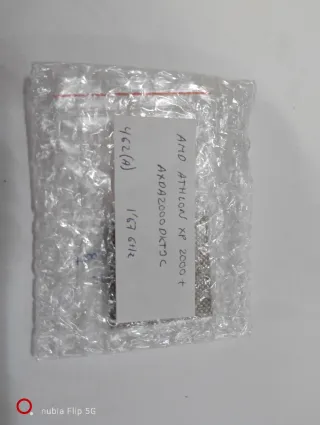 AMD ATHLON XP 2000+
AXDA2000DKT3C
462(A) 1'67 GHz
nubia Flip 5G